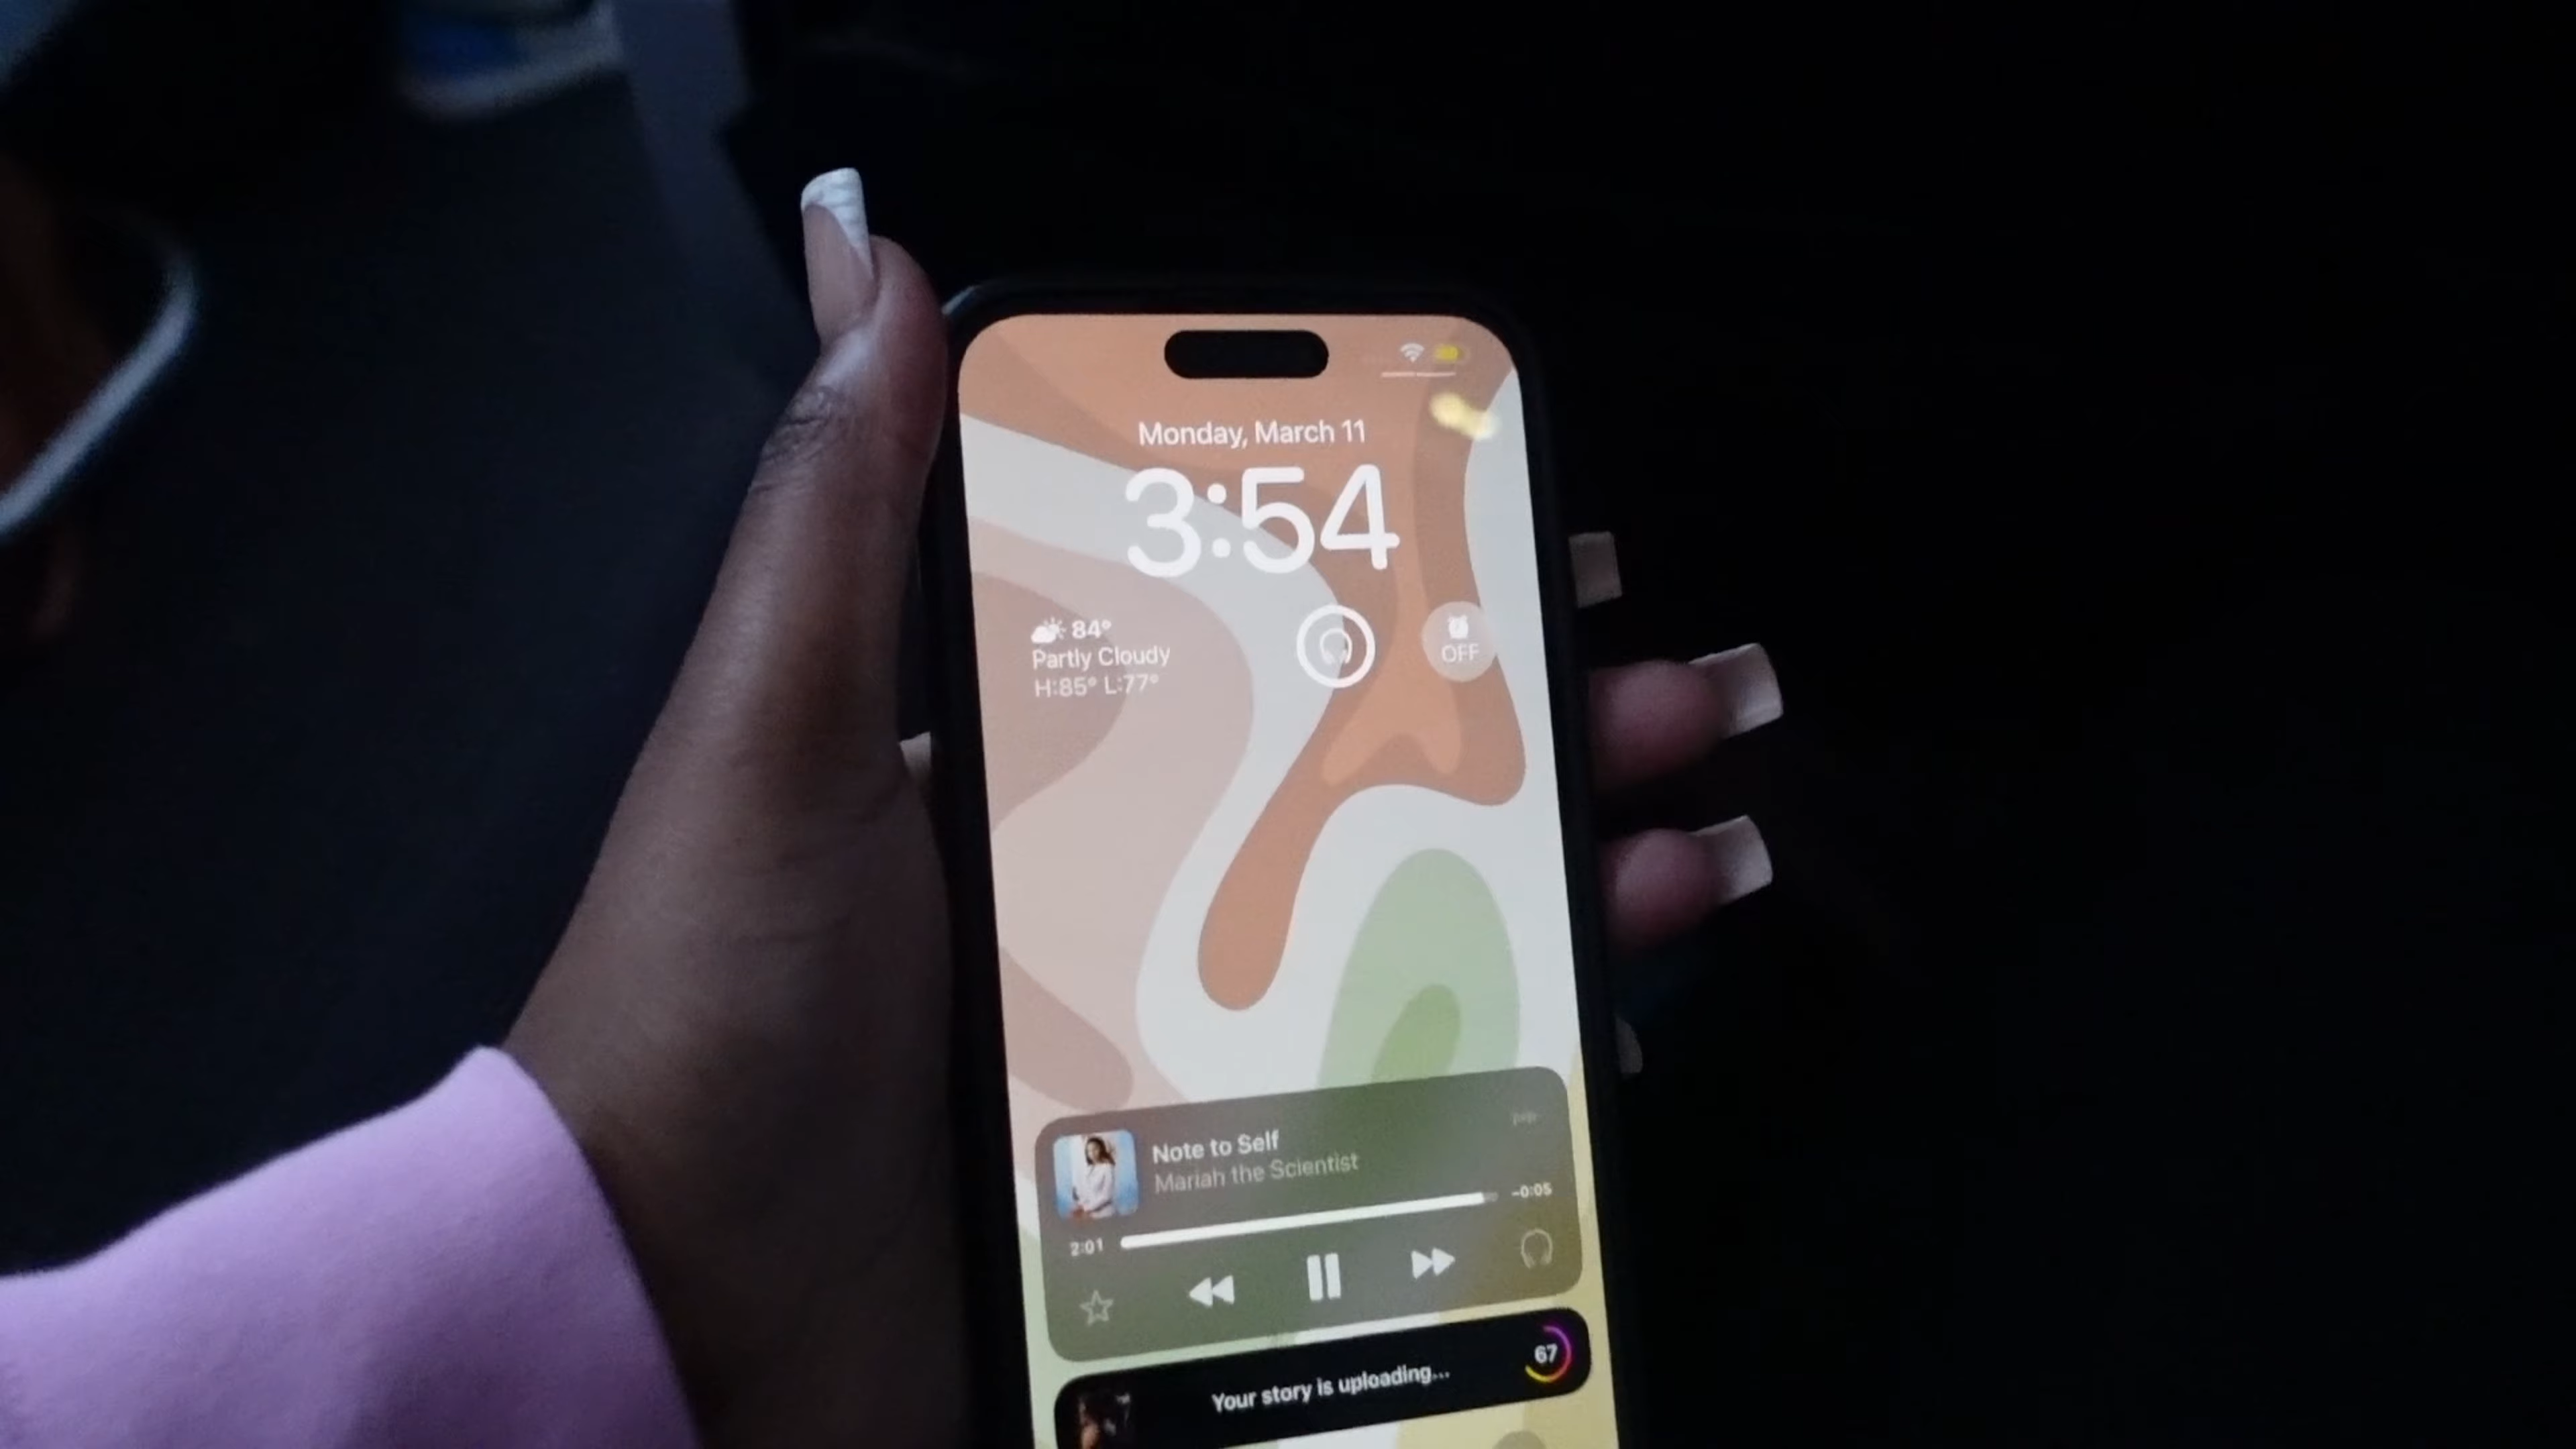 Monday, March 11
3:54
84°
Partly Cloudy
H:85° L:77°
OFF
Note to Self
Mariah the Scientist
2:01
-0:05
Your story is uploading...
67